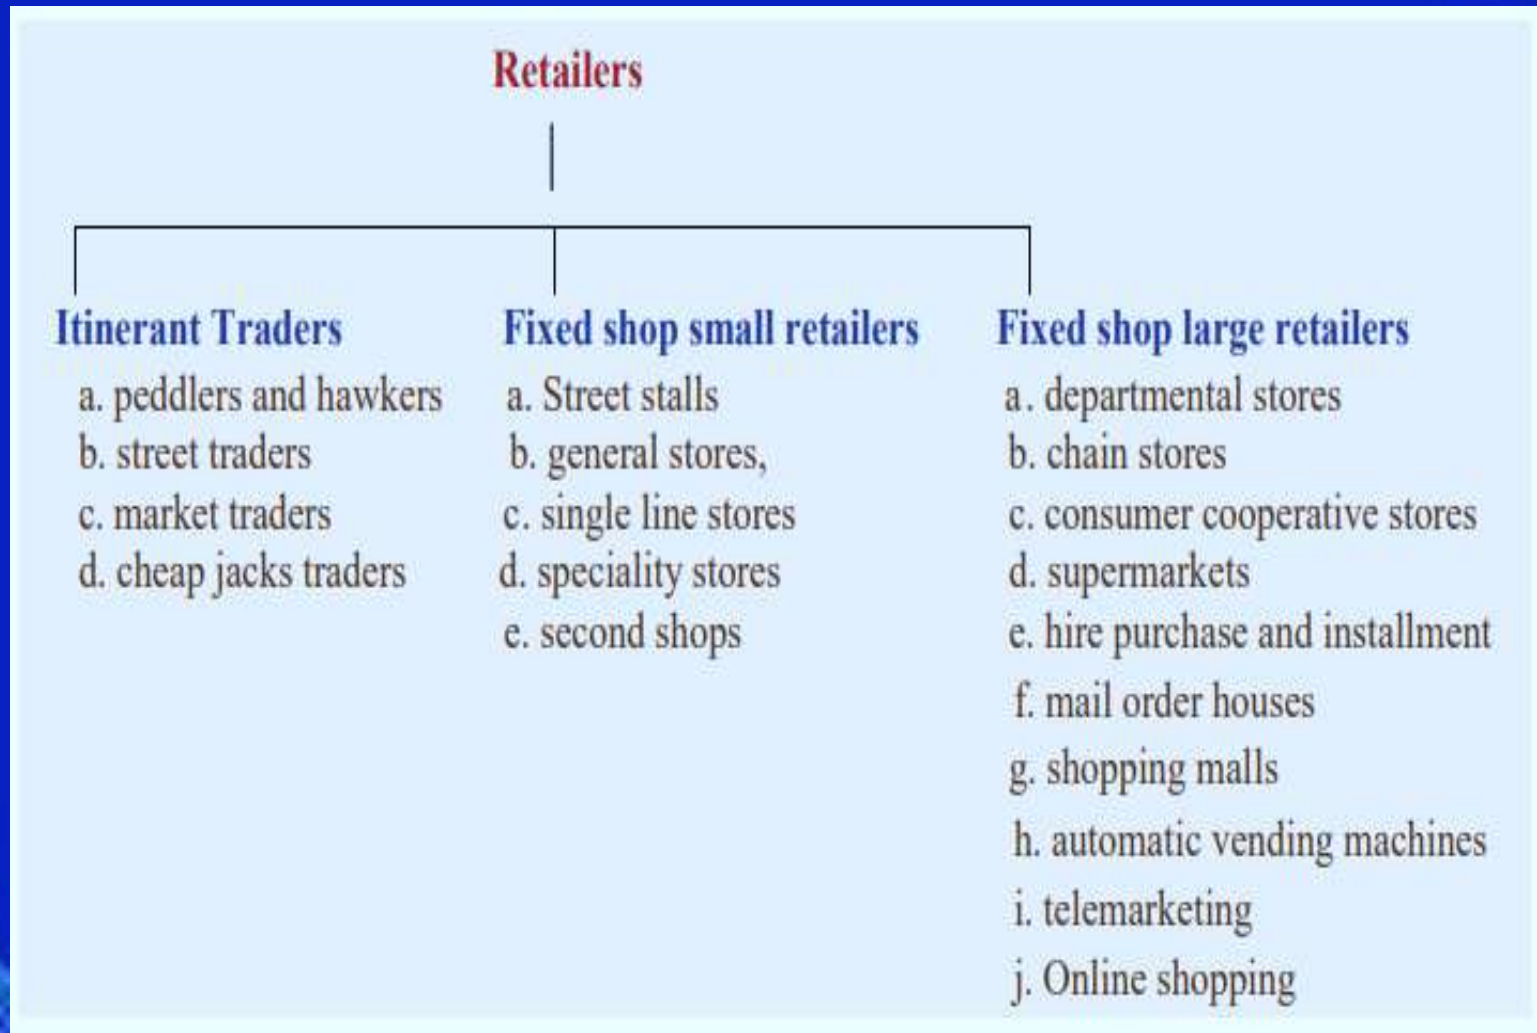 Retailers
Itinerant Traders
a. peddlers and hawkers
b. street traders
c. market traders
d. cheap jacks traders
Fixed shop small retailers
a. Street stalls
b. general stores,
c. single line stores
d. speciality stores
e. second shops
Fixed shop large retailers
a. departmental stores
b. chain stores
c. consumer cooperative stores
d. supermarkets
e. hire purchase and installment
f. mail order houses
g. shopping malls
h. automatic vending machines
i. telemarketing
j. Online shopping